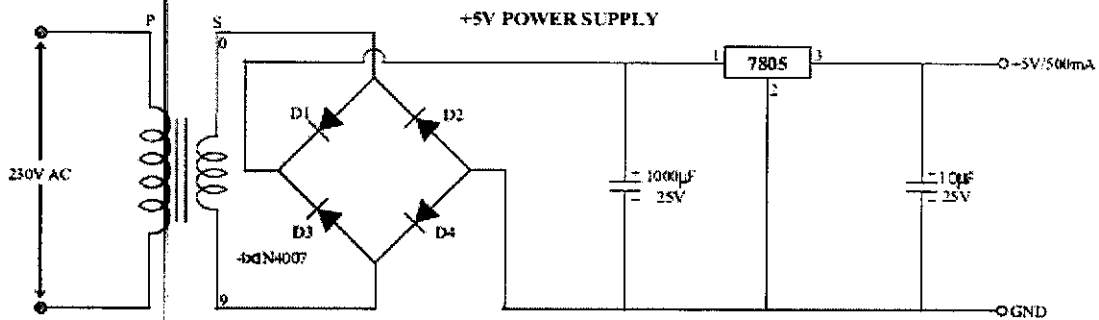 +5V POWER SUPPLY
P
S
0
1
7805
3
+5V/500mA
2
D1
D2
230V AC
+
1000µF
−
25V
+
10µF
−
25V
D3
D4
4x1N4007
9
GND